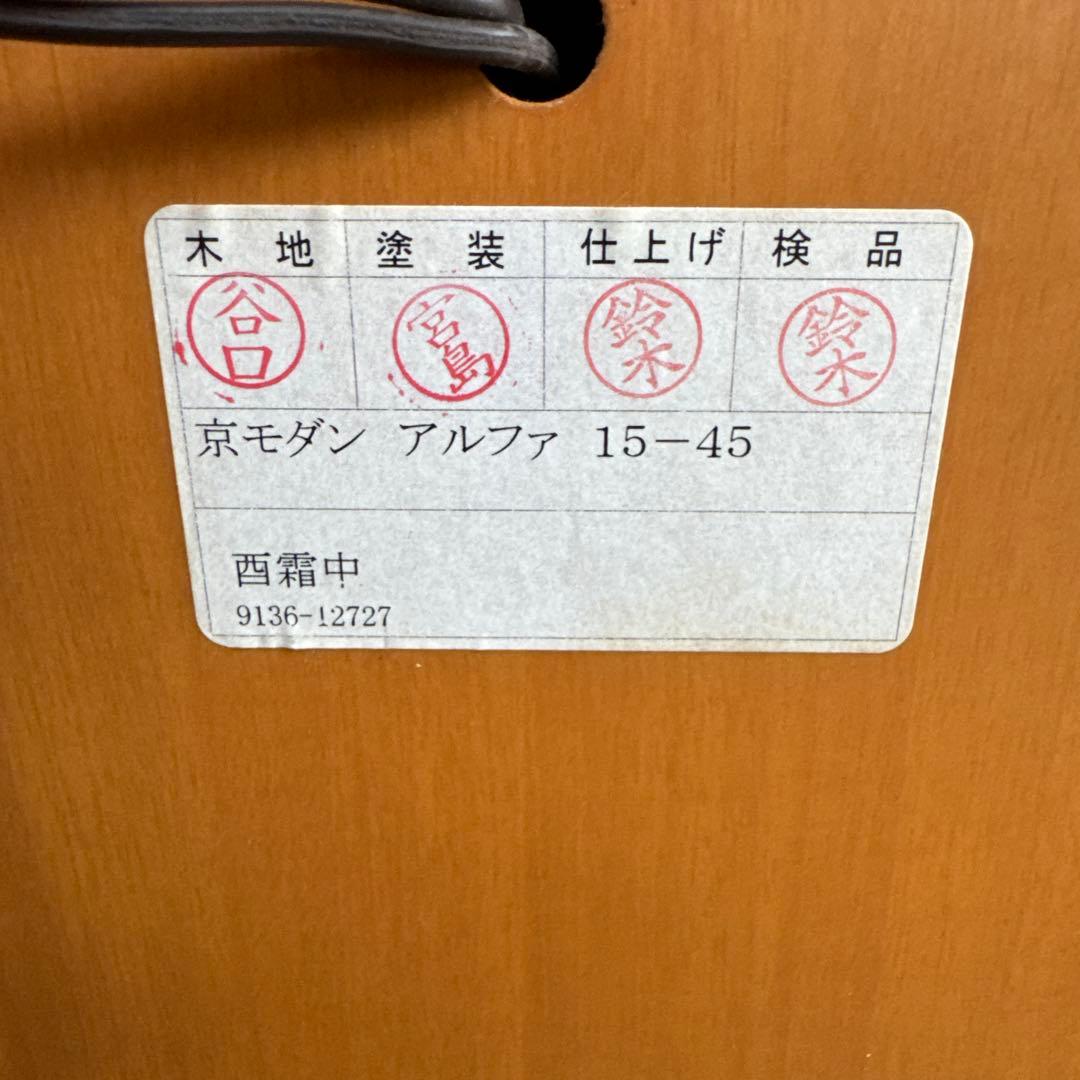 木地 塗装 仕上げ 検品
谷口 宮島 鈴木 鈴木
京モダン アルファ 15-45
酉霜中
9136-12727